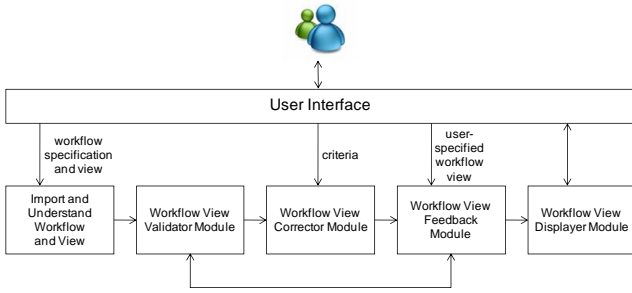 User Interface
workflow
specification
and view
criteria
user-
specified
workflow
view
Import and
Understand
Workflow
and View
Workflow View
Validator Module
Workflow View
Corrector Module
Workflow View
Feedback
Module
Workflow View
Displayer Module